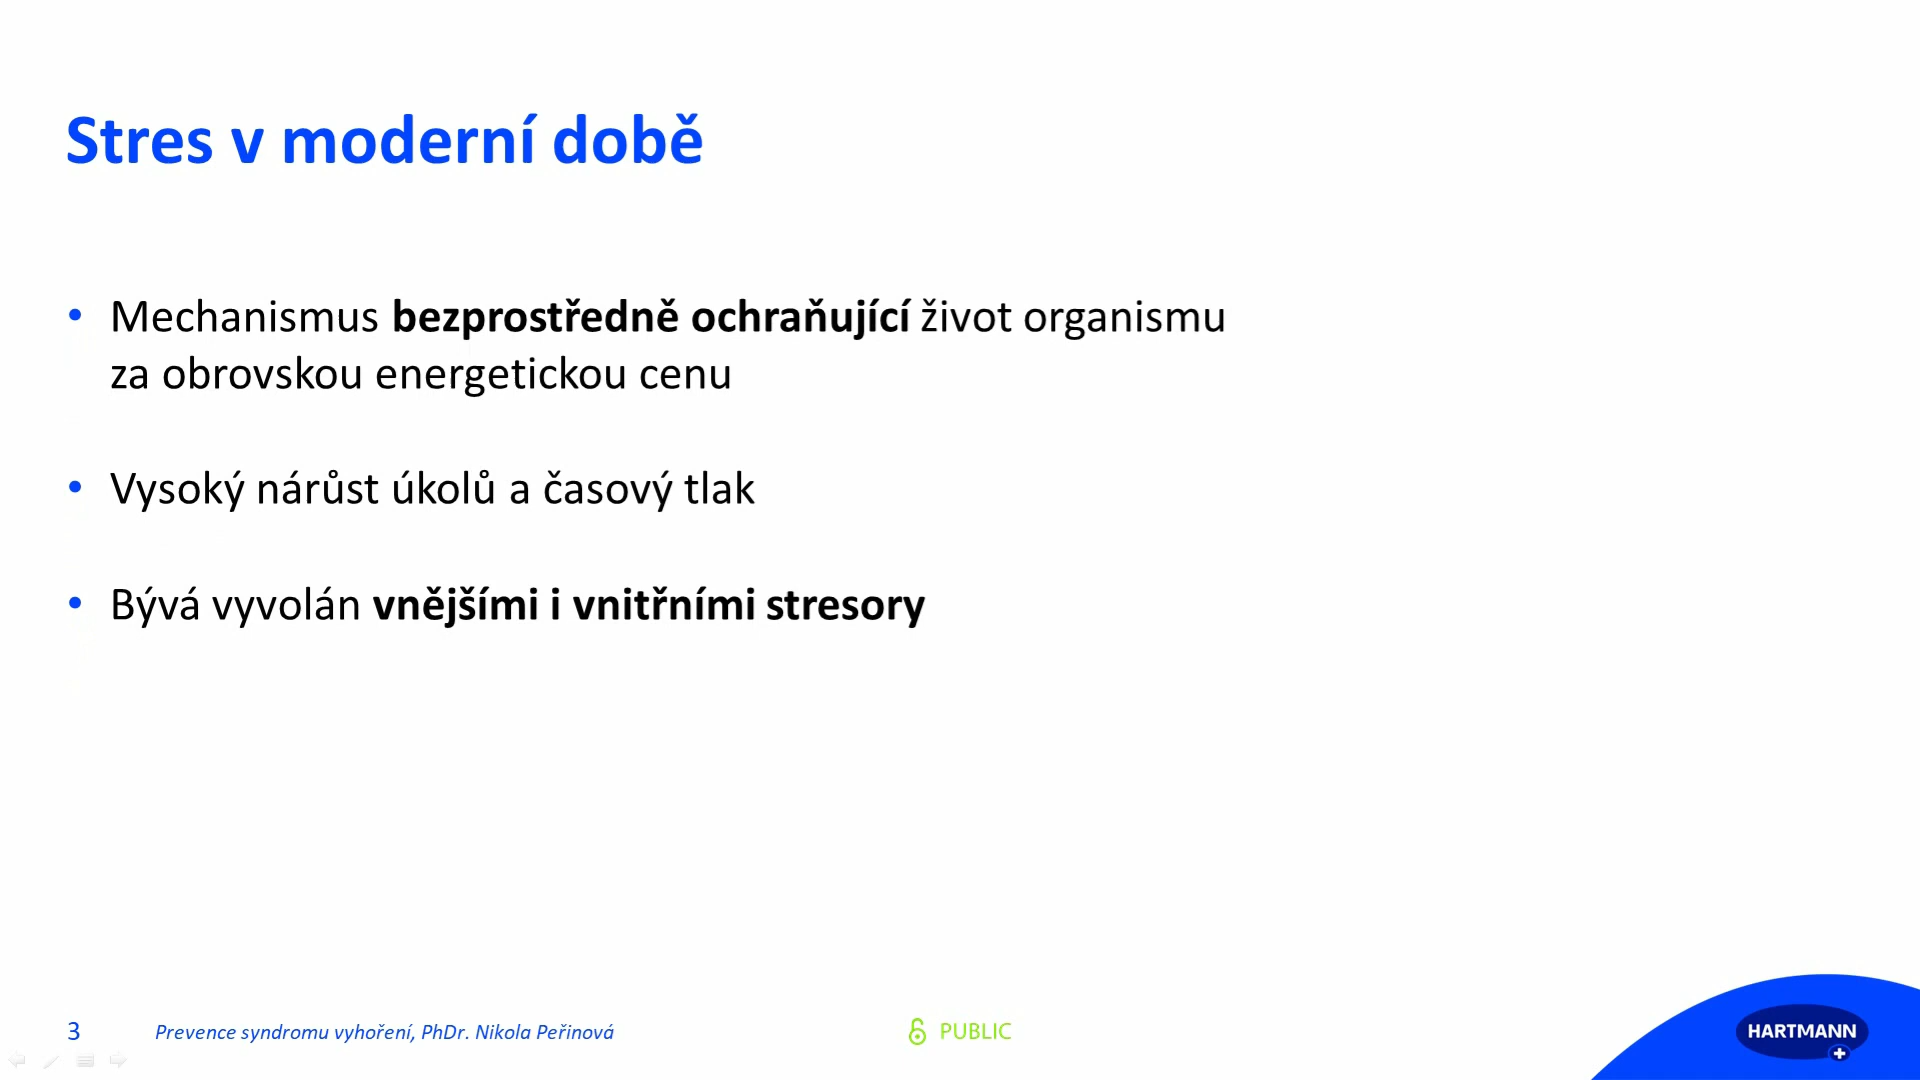 Stres v moderní době
• Mechanismus bezprostředně ochraňující život organismu
za obrovskou energetickou cenu
• Vysoký nárůst úkolů a časový tlak
• Bývá vyvolán vnějšími i vnitřními stresory
3 Prevence syndromu vyhoření, PhDr. Nikola Peřinová PUBLIC HARTMANN